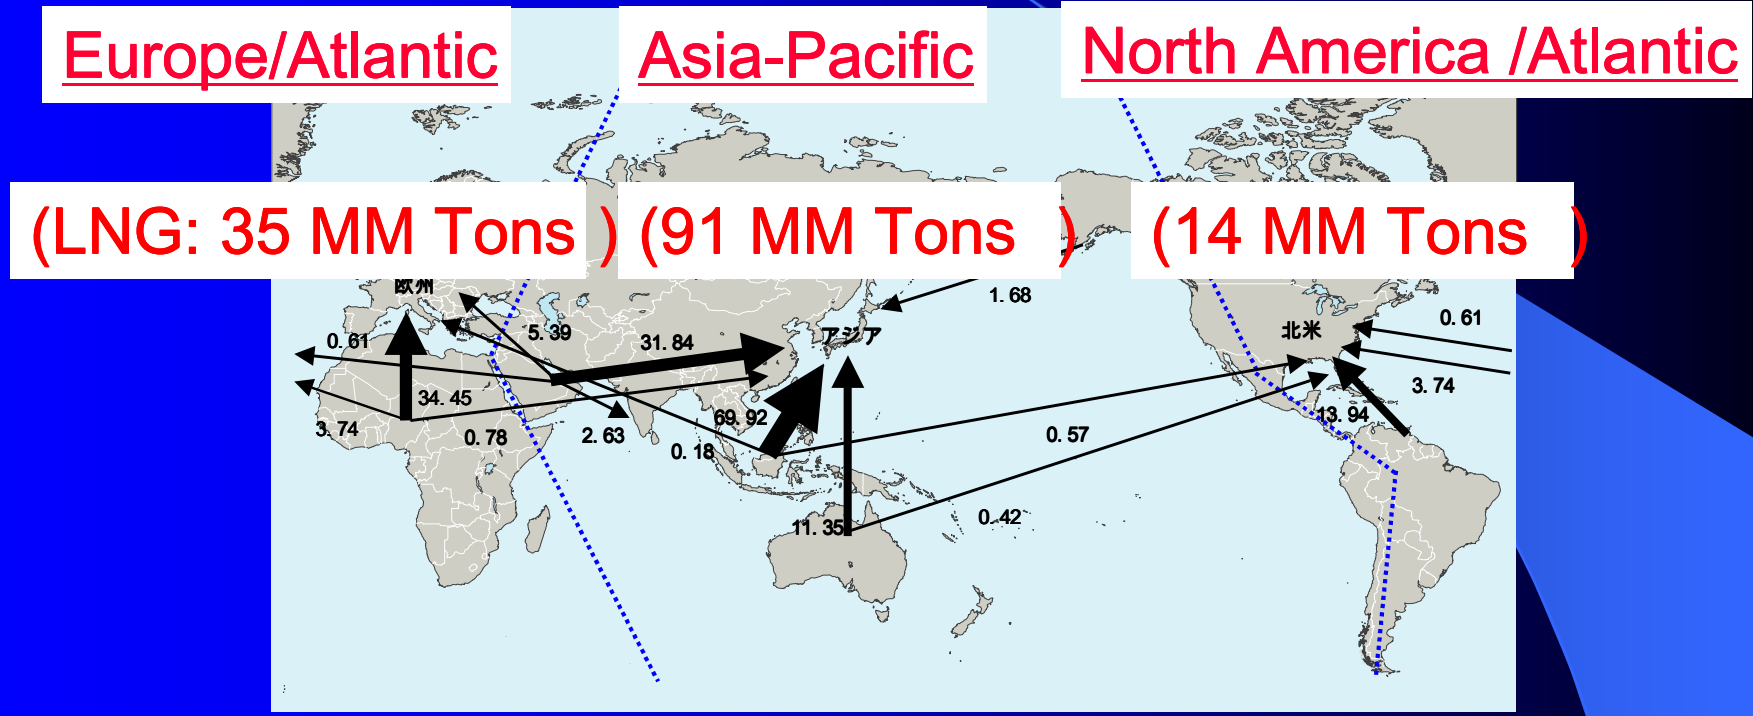 Europe/Atlantic
Asia-Pacific
North America /Atlantic
(LNG: 35 MM Tons )
(91 MM Tons )
(14 MM Tons )
欧州
1. 68
アジア
北米
0. 61
0. 61
5. 39
31. 84
3. 74
34. 45
3. 74
0. 78
2. 63
69. 92
0. 18
0. 57
13. 94
11. 35
0. 42